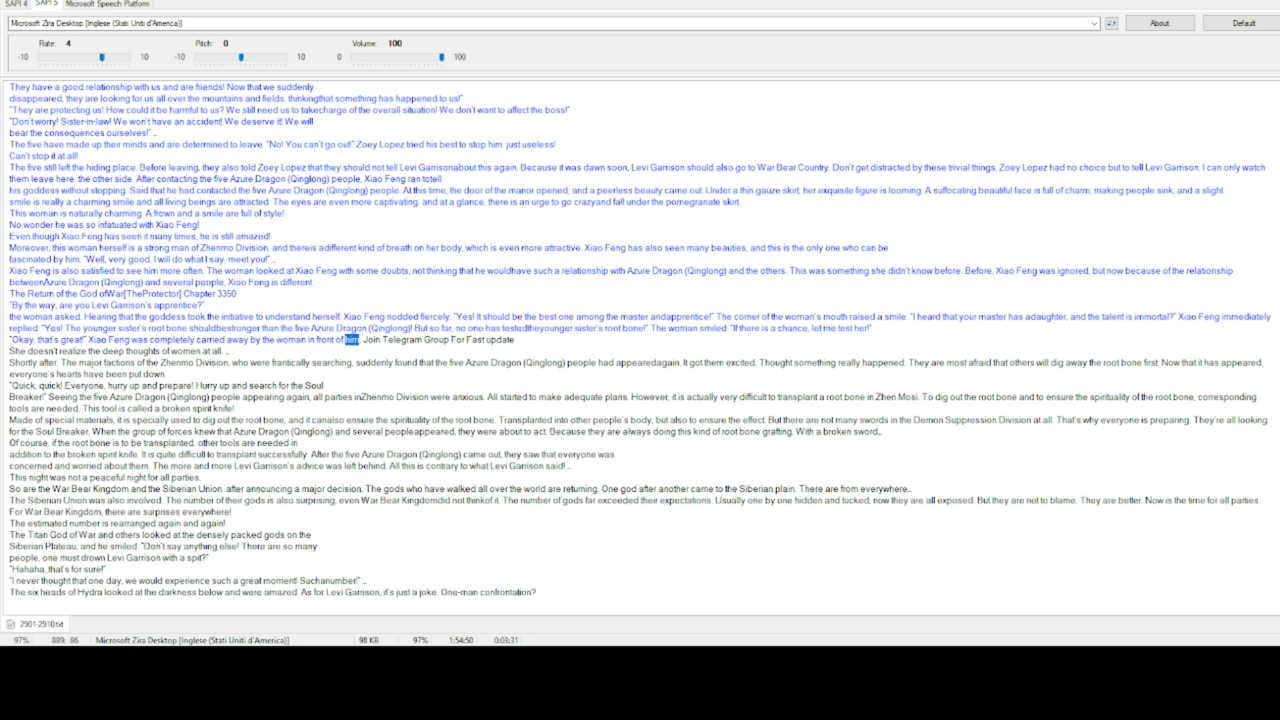 SAPI 4 SAPI 5 Microsoft Speech Platform
Microsoft Zira Desktop [Inglese (Stati Uniti d'America)] About Default
Rate: 4 Pitch: 0 Volume: 100
-10 10 -10 10 0 100
They have a good relationship with us and are friends! Now that we suddenly
disappeared, they are looking for us all over the mountains and fields, thinkingthat something has happened to us!"
"They are protecting us! How could it be harmful to us? We still need us to takecharge of the overall situation! We don't want to affect the boss!"
"Don't worry! Sister-in-law! We won't have an accident! We deserve it! We will
bear the consequences ourselves!" ..
The five have made up their minds and are determined to leave. "No! You can't go out!" Zoey Lopez tried his best to stop him. just useless!
Can't stop it at all!
The five still left the hiding place. Before leaving, they also told Zoey Lopez that they should not tell Levi Garrisonabout this again. Because it was dawn soon, Levi Garrison should also go to War Bear Country. Don't get distracted by these trivial things. Zoey Lopez had no choice but to tell Levi Garrison. I can only watch
them leave here. the other side. After contacting the five Azure Dragon (Qinglong) people, Xiao Feng ran totell
his goddess without stopping. Said that he had contacted the five Azure Dragon (Qinglong) people. At this time, the door of the manor opened, and a peerless beauty came out. Under a thin gauze skirt, her exquisite figure is looming. A suffocating beautiful face is full of charm, making people sink, and a slight
smile is really a charming smile and all living beings are attracted. The eyes are even more captivating, and at a glance, there is an urge to go crazyand fall under the pomegranate skirt.
This woman is naturally charming. A frown and a smile are full of style!
No wonder he was so infatuated with Xiao Feng!
Even though Xiao Feng has seen it many times, he is still amazed!
Moreover, this woman herself is a strong man of Zhenmo Division, and thereis adifferent kind of breath on her body, which is even more attractive. Xiao Feng has also seen many beauties, and this is the only one who can be
fascinated by him. "Well, very good, I will do what I say, meet you!" ..
Xiao Feng is also satisfied to see him more often. The woman looked at Xiao Feng with some doubts, not thinking that he wouldhave such a relationship with Azure Dragon (Qinglong) and the others. This was something she didn't know before. Before, Xiao Feng was ignored, but now because of the relationship
betweenAzure Dragon (Qinglong) and several people, Xiao Feng is different.
The Return of the God ofWar[TheProtector] Chapter 3350
"By the way, are you Levi Garrison's apprentice?"
the woman asked. Hearing that the goddess took the initiative to understand herself, Xiao Feng nodded fiercely: "Yes! It should be the best one among the master andapprentice!" The corner of the woman's mouth raised a smile: "I heard that your master has adaughter, and the talent is immortal?" Xiao Feng immediately
replied: "Yes! The younger sister's root bone shouldbestronger than the five Azure Dragon (Qinglong)! But so far, no one has testedtheyounger sister's root bone!" The woman smiled: "If there is a chance, let me test her!"
"Okay, that's great!" Xiao Feng was completely carried away by the woman in front of him. Join Telegram Group For Fast update
She doesn't realize the deep thoughts of women at all. ..
Shortly after. The major factions of the Zhenmo Division, who were frantically searching, suddenly found that the five Azure Dragon (Qinglong) people had appearedagain. It got them excited. Thought something really happened. They are most afraid that others will dig away the root bone first. Now that it has appeared,
everyone's hearts have been put down.
"Quick, quick! Everyone, hurry up and prepare! Hurry up and search for the Soul
Breaker!" Seeing the five Azure Dragon (Qinglong) people appearing again, all parties inZhenmo Division were anxious. All started to make adequate plans. However, it is actually very difficult to transplant a root bone in Zhen Mosi. To dig out the root bone and to ensure the spirituality of the root bone, corresponding
tools are needed. This tool is called a broken spirit knife!
Made of special materials, it is specially used to dig out the root bone, and it canalso ensure the spirituality of the root bone. Transplanted into other people's body, but also to ensure the effect. But there are not many swords in the Demon Suppression Division at all. That's why everyone is preparing. They're all looking
for the Soul Breaker. When the group of forces knew that Azure Dragon (Qinglong) and several peopleappeared, they were about to act. Because they are always doing this kind of root bone grafting. With a broken sword...
Of course, if the root bone is to be transplanted, other tools are needed in
addition to the broken spirit knife. It is quite difficult to transplant successfully. After the five Azure Dragon (Qinglong) came out, they saw that everyone was
concerned and worried about them. The more and more Levi Garrison's advice was left behind. All this is contrary to what Levi Garrison said! ..
This night was not a peaceful night for all parties.
So are the War Bear Kingdom and the Siberian Union. after announcing a major decision. The gods who have walked all over the world are returning. One god after another came to the Siberian plain. There are from everywhere...
The Siberian Union was also involved. The number of their gods is also surprising, even War Bear Kingdomdid not thinkof it. The number of gods far exceeded their expectations. Usually one by one hidden and tucked, now they are all exposed. But they are not to blame. They are better. Now is the time for all parties.
For War Bear Kingdom, there are surprises everywhere!
The estimated number is rearranged again and again!
The Titan God of War and others looked at the densely packed gods on the
Siberian Plateau, and he smiled: "Don't say anything else! There are so many
people, one must drown Levi Garrison with a spit?"
"Hahaha..that's for sure!"
"I never thought that one day, we would experience such a great moment! Suchanumber!" ..
The six heads of Hydra looked at the darkness below and were amazed. As for Levi Garrison, it's just a joke. One-man confrontation?
2901-2910.txt
97% 889: 86 Microsoft Zira Desktop [Inglese (Stati Uniti d'America)] 98 KB 97% 1:54:50 0:03:31